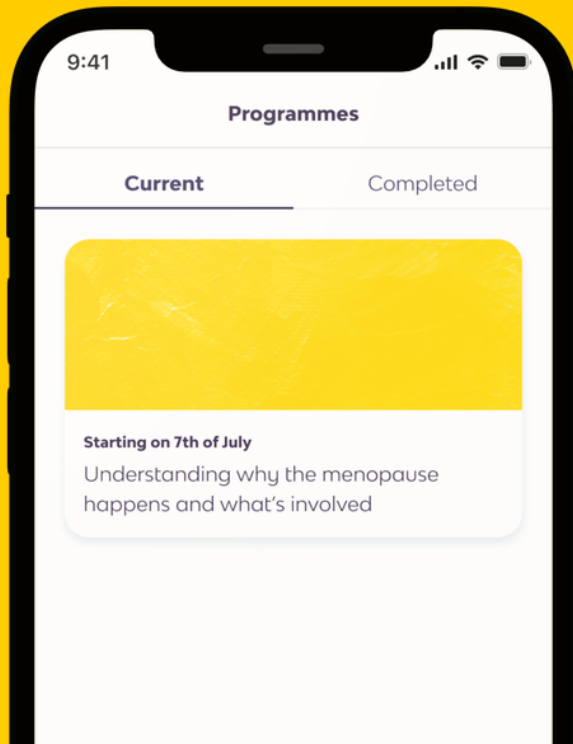 9:41
Programmes
Current
Completed
Starting on 7th of July
Understanding why the menopause
happens and what's involved